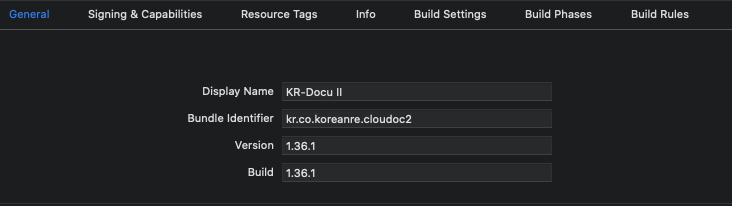 General Signing & Capabilities Resource Tags Info Build Settings Build Phases Build Rules
Display Name KR-Docu II
Bundle Identifier kr.co.koreanre.cloudoc2
Version 1.36.1
Build 1.36.1